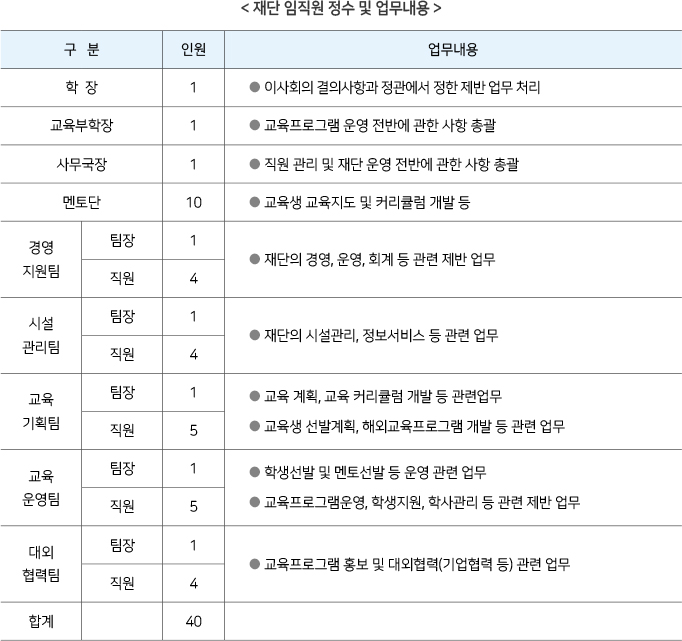 < 재단 임직원 정수 및 업무내용 >
구 분 인원 업무내용
학 장 1 ● 이사회의 결의사항과 정관에서 정한 제반 업무 처리
교육부학장 1 ● 교육프로그램 운영 전반에 관한 사항 총괄
사무국장 1 ● 직원 관리 및 재단 운영 전반에 관한 사항 총괄
멘토단 10 ● 교육생 교육지도 및 커리큘럼 개발 등
경영
지원팀
팀장 1
직원 4
● 재단의 경영, 운영, 회계 등 관련 제반 업무
시설
관리팀
팀장 1
직원 4
● 재단의 시설관리, 정보서비스 등 관련 업무
교육
기획팀
팀장 1
직원 5
● 교육 계획, 교육 커리큘럼 개발 등 관련업무
● 교육생 선발계획, 해외교육프로그램 개발 등 관련 업무
교육
운영팀
팀장 1
직원 5
● 학생선발 및 멘토선발 등 운영 관련 업무
● 교육프로그램운영, 학생지원, 학사관리 등 관련 제반 업무
대외
협력팀
팀장 1
직원 4
● 교육프로그램 홍보 및 대외협력(기업협력 등) 관련 업무
합계 40